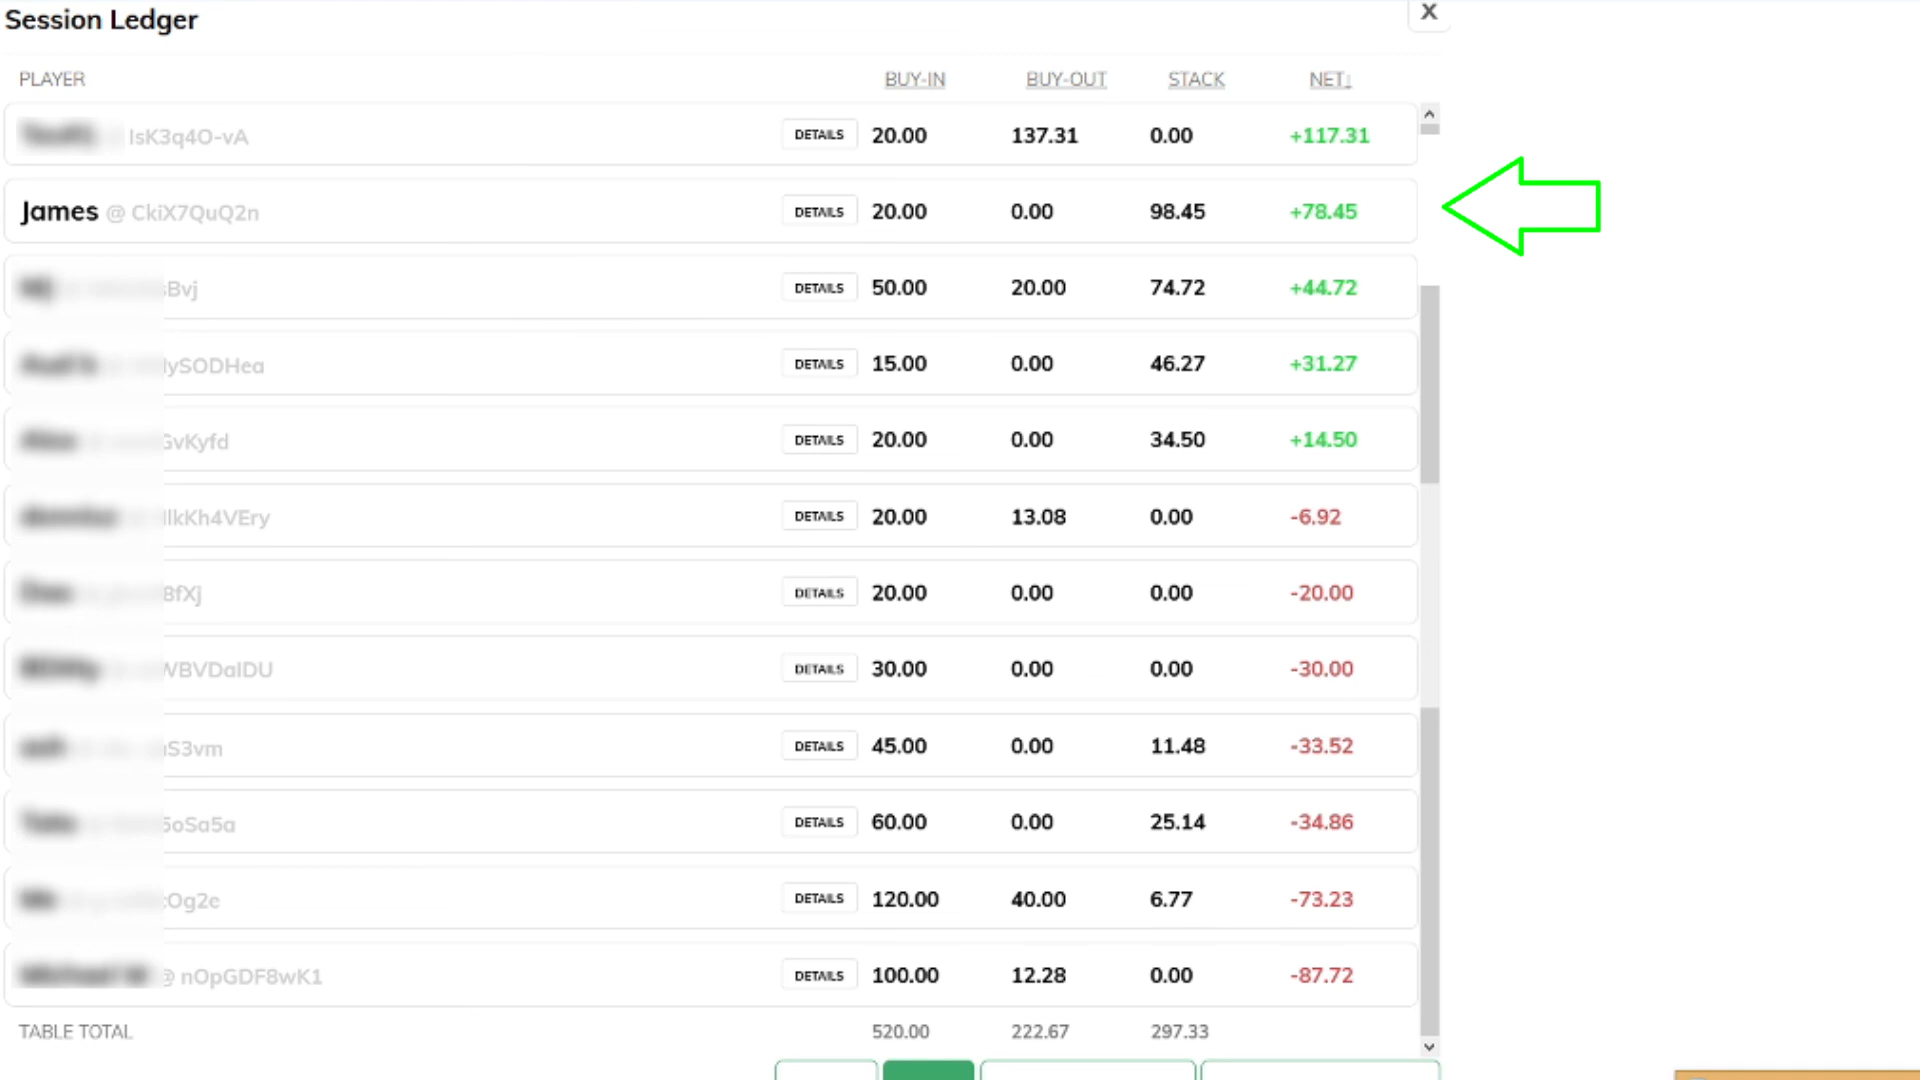 Session Ledger X
PLAYER BUY-IN BUY-OUT STACK NET↓
IsK3q4O-vA DETAILS 20.00 137.31 0.00 +117.31
James @ CkiX7QuQ2n DETAILS 20.00 0.00 98.45 +78.45
sBvj DETAILS 50.00 20.00 74.72 +44.72
ySODHea DETAILS 15.00 0.00 46.27 +31.27
GvKyfd DETAILS 20.00 0.00 34.50 +14.50
lkKh4VEry DETAILS 20.00 13.08 0.00 -6.92
8fXj DETAILS 20.00 0.00 0.00 -20.00
WBVDalDU DETAILS 30.00 0.00 0.00 -30.00
S3vm DETAILS 45.00 0.00 11.48 -33.52
5oSa5a DETAILS 60.00 0.00 25.14 -34.86
Og2e DETAILS 120.00 40.00 6.77 -73.23
@ nOpGDF8wK1 DETAILS 100.00 12.28 0.00 -87.72
TABLE TOTAL 520.00 222.67 297.33